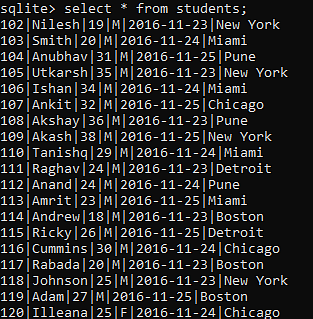 sqlite> select * from students;
102|Nilesh|19|M|2016-11-23|New York
103|Smith|20|M|2016-11-24|Miami
104|Anubhav|31|M|2016-11-25|Pune
105|Utkarsh|35|M|2016-11-23|New York
106|Ishan|34|M|2016-11-24|Miami
107|Ankit|32|M|2016-11-25|Chicago
108|Akshay|36|M|2016-11-23|Pune
109|Akash|38|M|2016-11-25|New York
110|Tanishq|29|M|2016-11-24|Miami
111|Raghav|24|M|2016-11-23|Detroit
112|Anand|24|M|2016-11-24|Pune
113|Amrit|23|M|2016-11-25|Miami
114|Andrew|18|M|2016-11-23|Boston
115|Ricky|26|M|2016-11-25|Detroit
116|Cummins|30|M|2016-11-24|Chicago
117|Rabada|20|M|2016-11-23|Boston
118|Johnson|25|M|2016-11-23|New York
119|Adam|27|M|2016-11-25|Boston
120|Illeana|25|F|2016-11-24|Chicago